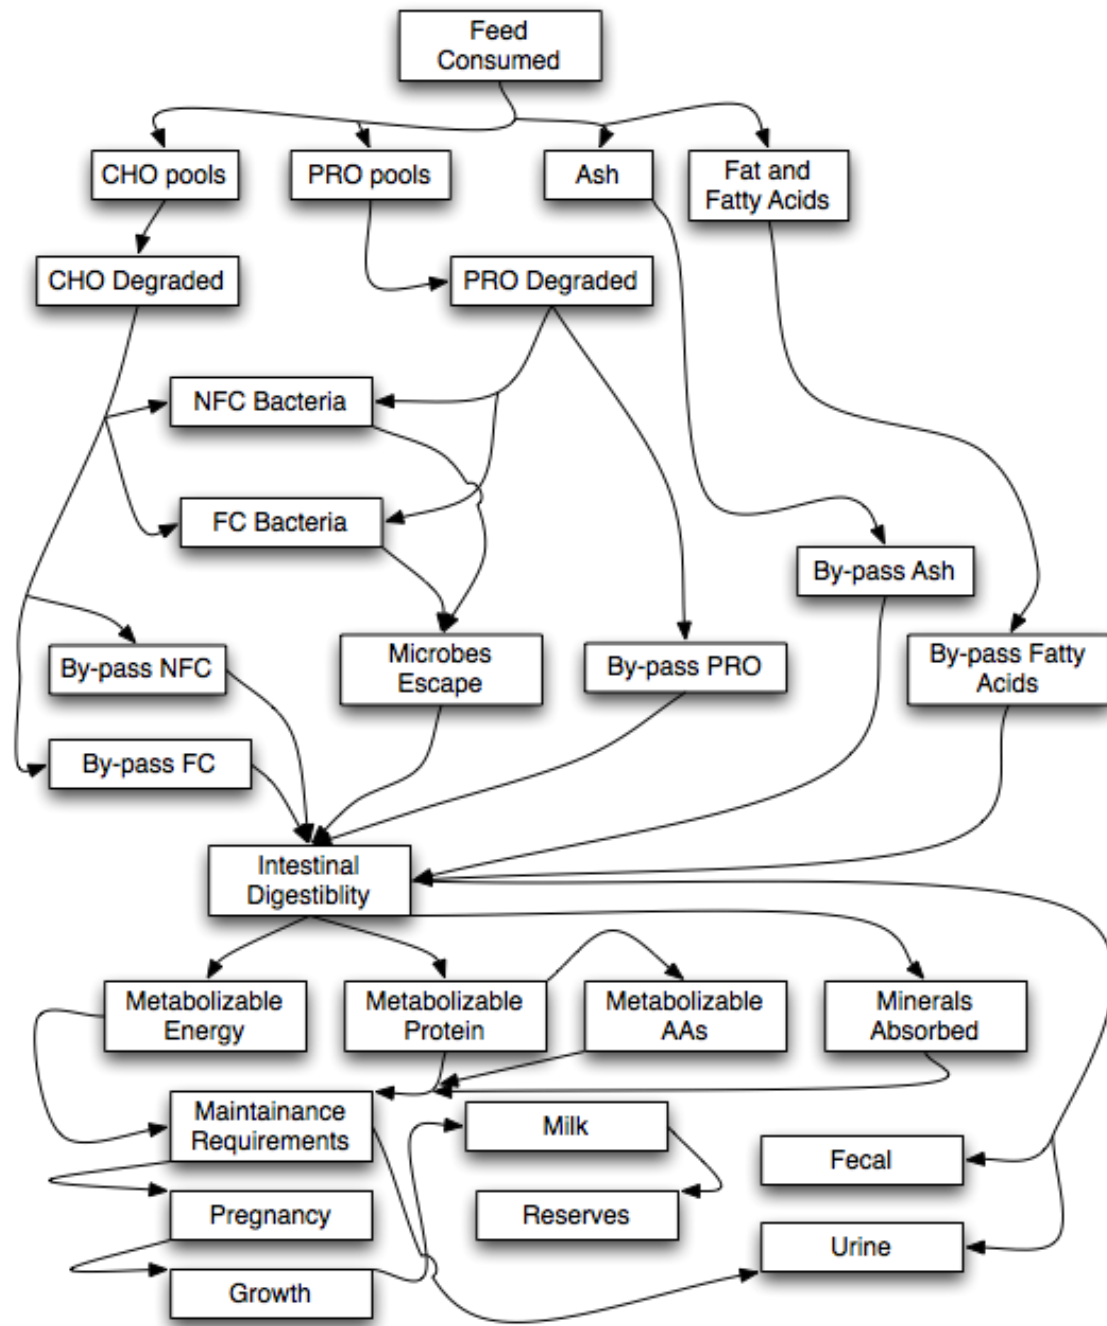 Feed
Consumed
CHO pools
PRO pools
Ash
Fat and
Fatty Acids
CHO Degraded
PRO Degraded
NFC Bacteria
FC Bacteria
By-pass Ash
By-pass NFC
Microbes
Escape
By-pass PRO
By-pass Fatty
Acids
By-pass FC
Intestinal
Digestiblity
Metabolizable
Energy
Metabolizable
Protein
Metabolizable
AAs
Minerals
Absorbed
Maintainance
Requirements
Milk
Fecal
Pregnancy
Reserves
Urine
Growth